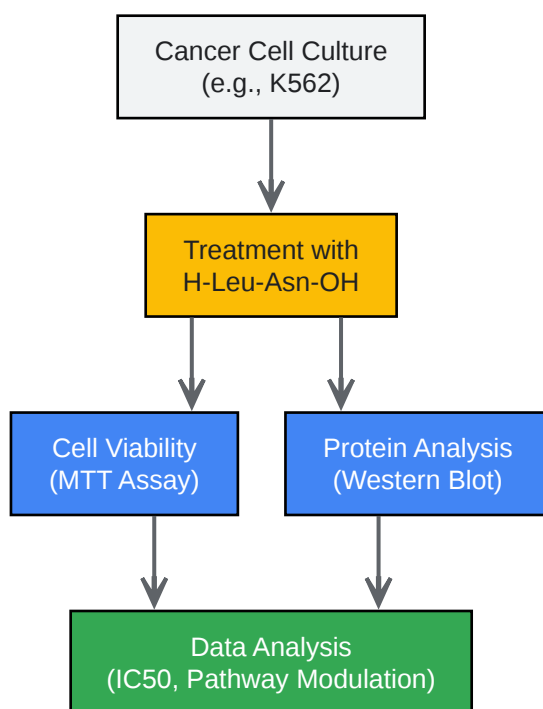 Cancer Cell Culture
(e.g., K562)
Treatment with
H-Leu-Asn-OH
Cell Viability
(MTT Assay)
Protein Analysis
(Western Blot)
Data Analysis
(IC50, Pathway Modulation)